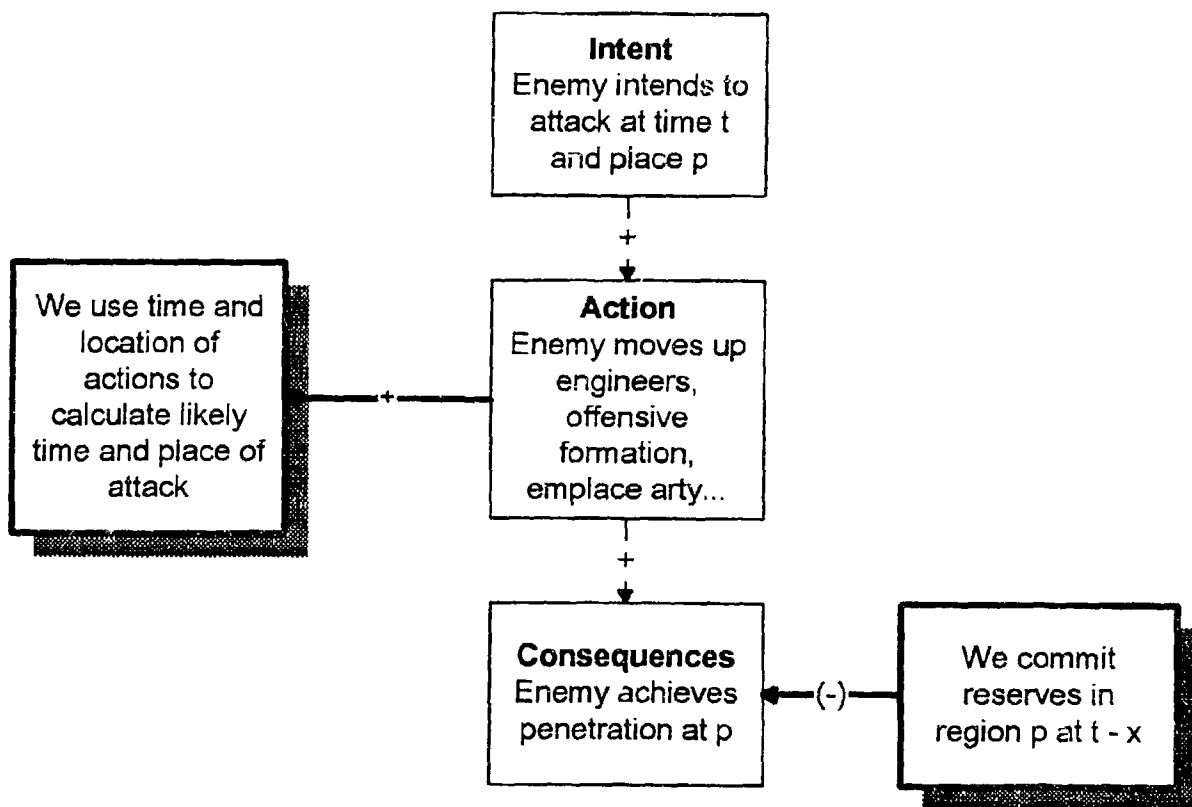 Intent
Enemy intends to
attack at time t
and place p
+
We use time and
location of
actions to
calculate likely
time and place of
attack
+
Action
Enemy moves up
engineers,
offensive
formation,
emplace arty...
+
Consequences
Enemy achieves
penetration at p
(-)
We commit
reserves in
region p at t - x